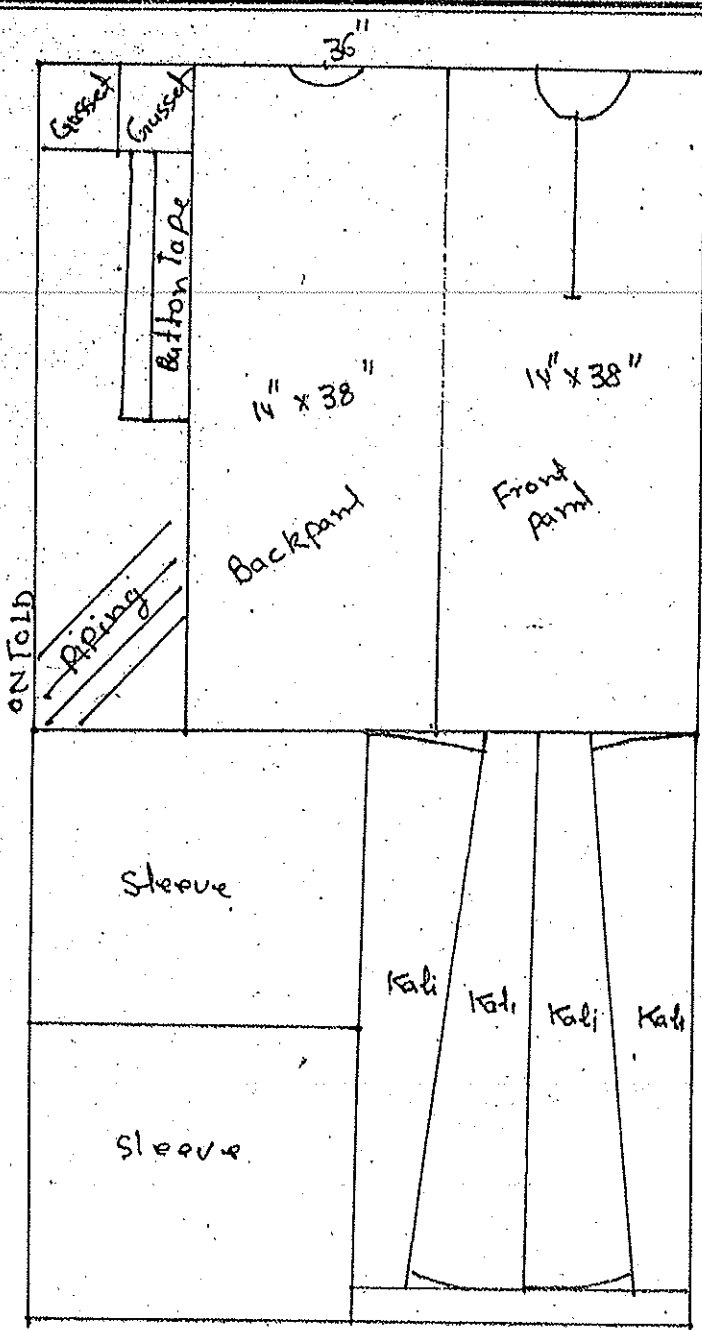 36"
Gusset
Gusset
Button Tape
14" x 38"
14" x 38"
Backpanl
Front
panl
ON FOLD
Piping
Sleeve
Kali
Kali
Kali
Kali
Sleeve